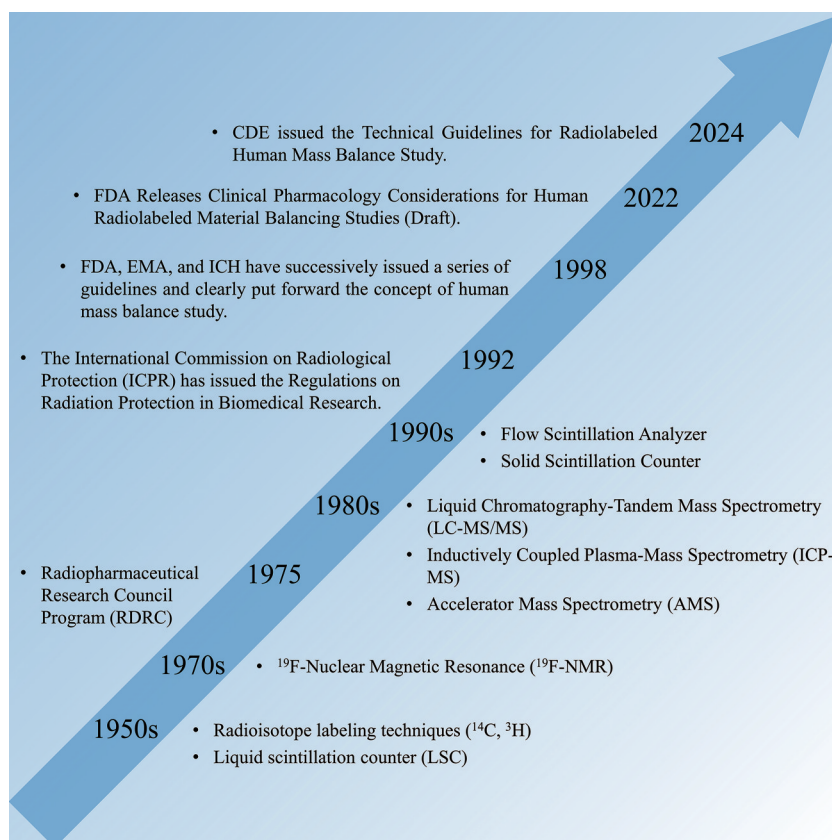 • CDE issued the Technical Guidelines for Radiolabeled
Human Mass Balance Study.
2024
• FDA Releases Clinical Pharmacology Considerations for Human
Radiolabeled Material Balancing Studies (Draft).
2022
• FDA, EMA, and ICH have successively issued a series of
guidelines and clearly put forward the concept of human
mass balance study.
1998
• The International Commission on Radiological
Protection (ICPR) has issued the Regulations on
Radiation Protection in Biomedical Research.
1992
1990s
• Flow Scintillation Analyzer
• Solid Scintillation Counter
1980s
• Liquid Chromatography-Tandem Mass Spectrometry
(LC-MS/MS)
• Inductively Coupled Plasma-Mass Spectrometry (ICP-
MS)
• Accelerator Mass Spectrometry (AMS)
• Radiopharmaceutical
Research Council
Program (RDRC)
1975
1970s
• ¹⁹F-Nuclear Magnetic Resonance (¹⁹F-NMR)
1950s
• Radioisotope labeling techniques (¹⁴C, ³H)
• Liquid scintillation counter (LSC)